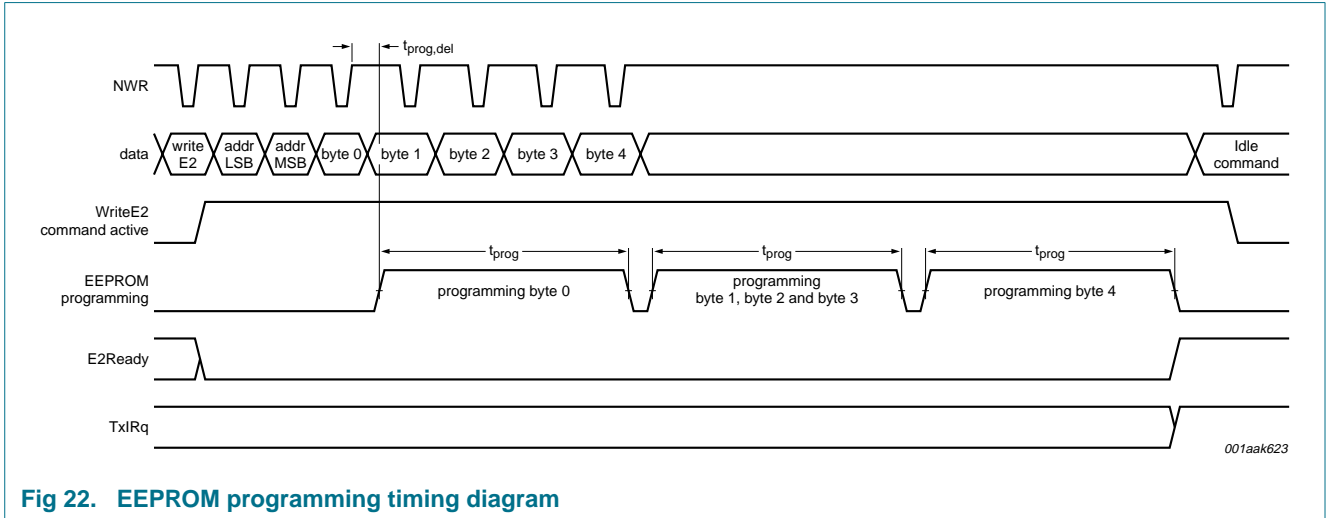 tprog,del
NWR
data
write
E2
addr
LSB
addr
MSB
byte 0
byte 1
byte 2
byte 3
byte 4
Idle
command
WriteE2
command active
tprog
tprog
tprog
EEPROM
programming
programming byte 0
programming
byte 1, byte 2 and byte 3
programming byte 4
E2Ready
TxIRq
001aak623
Fig 22. EEPROM programming timing diagram